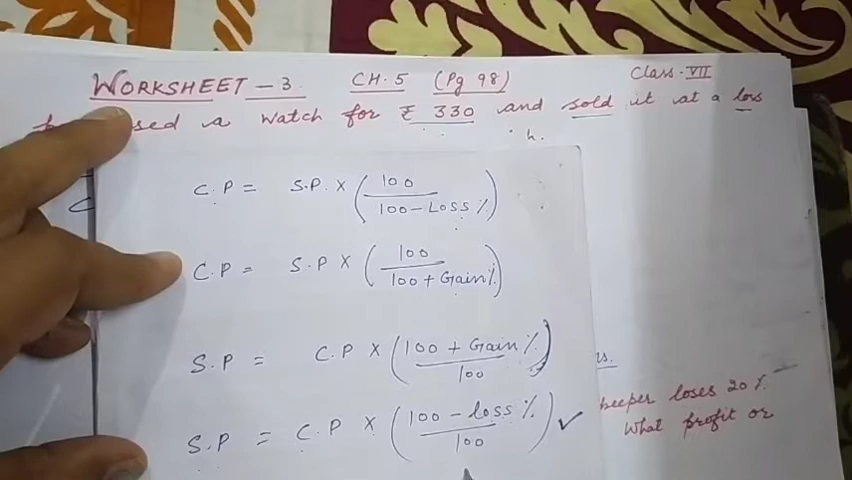 WORKSHEET - 3. CH. 5 (Pg 98) Class - VII
sed a watch for ₹ 330 and sold it at a loss
h.
C.P = S.P. × (100 / 100 - Loss %)
C.P = S.P × (100 / 100 + Gain %)
S.P = C.P × (100 + Gain % / 100)
rs.
S.P = C.P × (100 - loss % / 100) ✓
keeper loses 20 %
What profit or